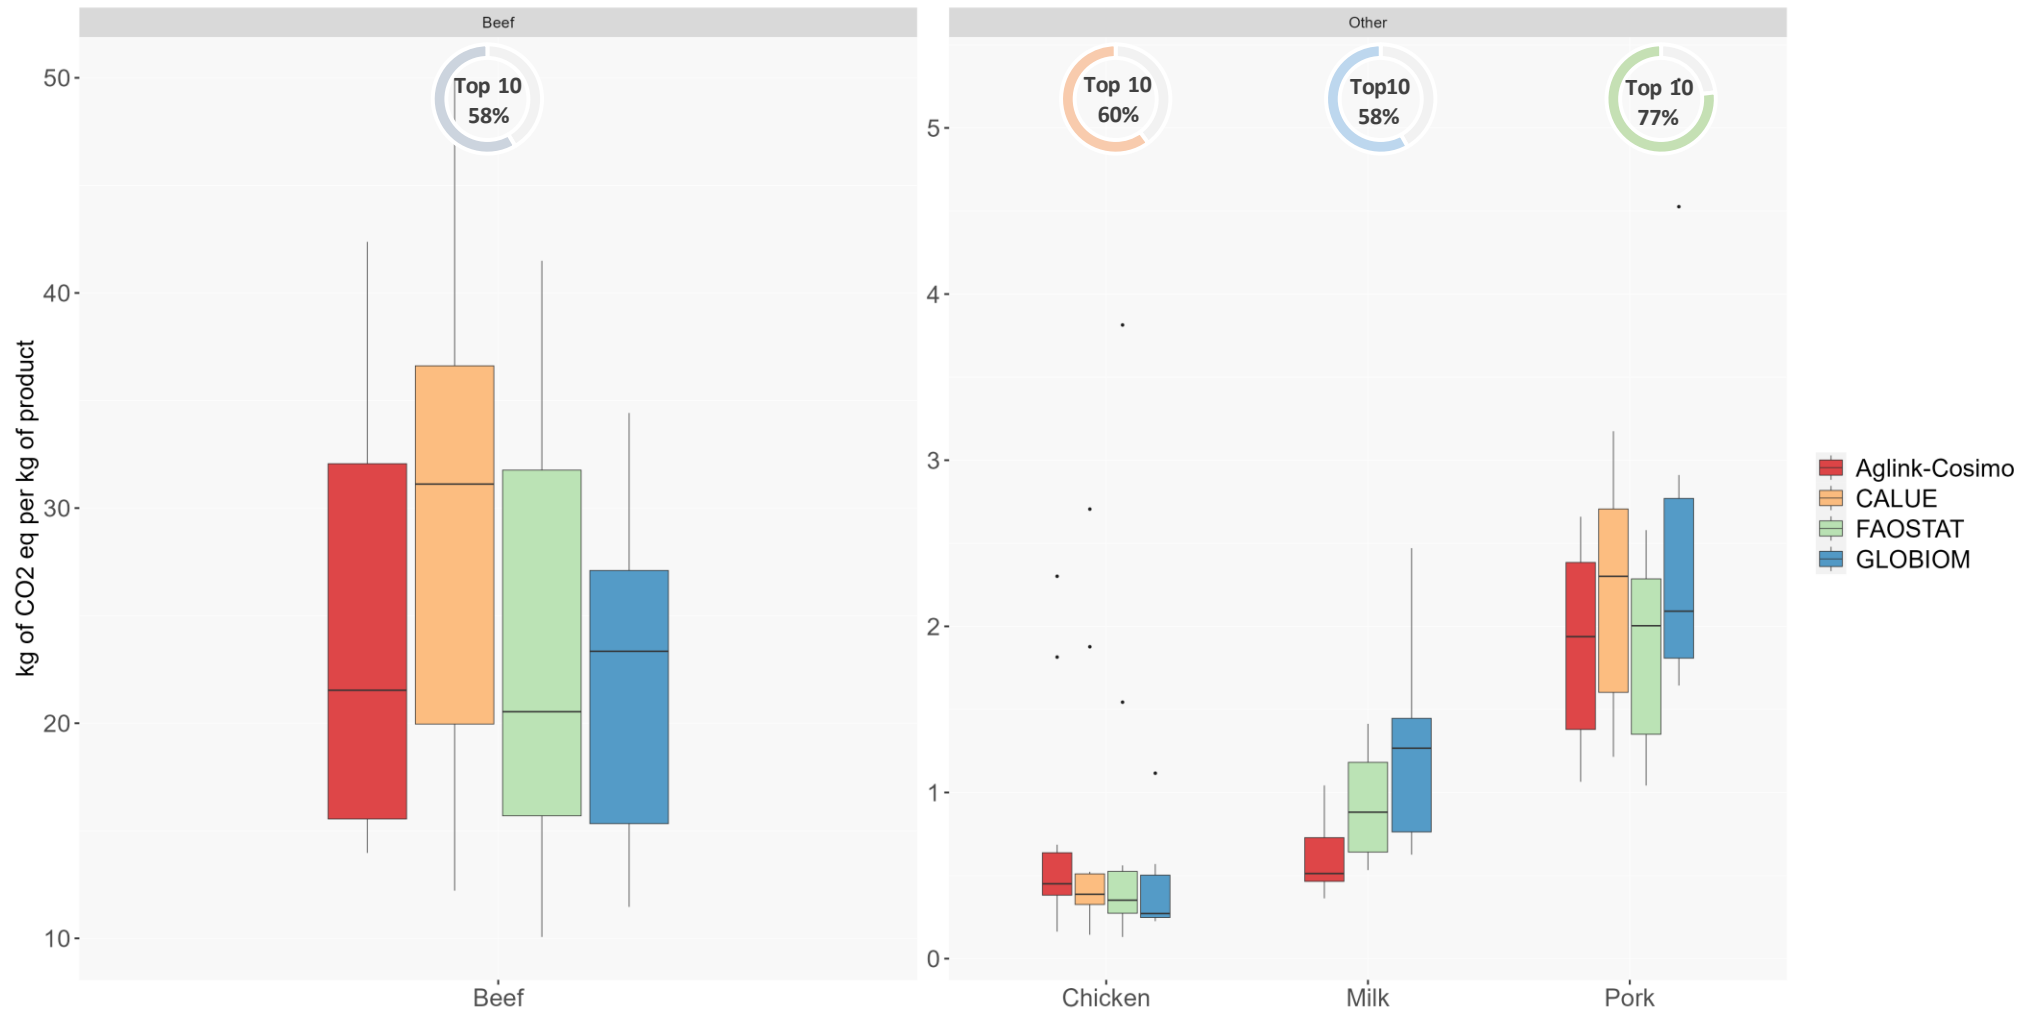 Beef
Other
Top 10
58%
Top 10
60%
Top10
58%
Top 10
77%
kg of CO2 eq per kg of product
50
40
30
20
10
5
4
3
2
1
0
Beef
Chicken
Milk
Pork
Aglink-Cosimo
CALUE
FAOSTAT
GLOBIOM